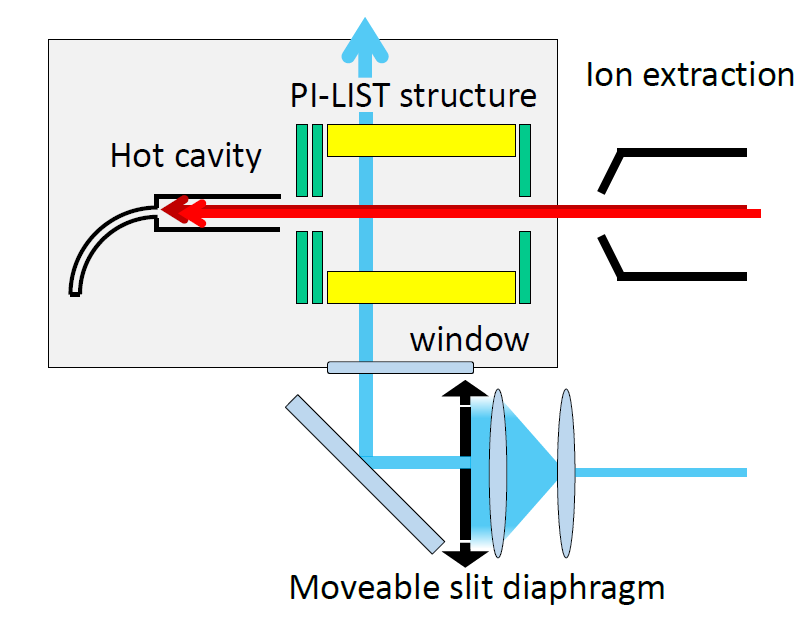 Ion extraction
PI-LIST structure
Hot cavity
window
Moveable slit diaphragm